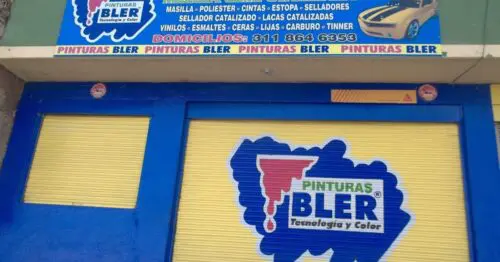 PINTURAS
BLER
Tecnología y Color
MASILLA - POLIESTER - CINTAS - ESTOPA - SELLADORES
SELLADOR CATALIZADO - LACAS CATALIZADAS
VINILOS - ESMALTES - CERAS - LIJAS - CARBURO - TINNER
DOMICILIOS: 311 864 6353
PINTURAS BLER PINTURAS BLER PINTURAS BLER PINTURAS BLER
PINTURAS
BLER®
Tecnología y Color